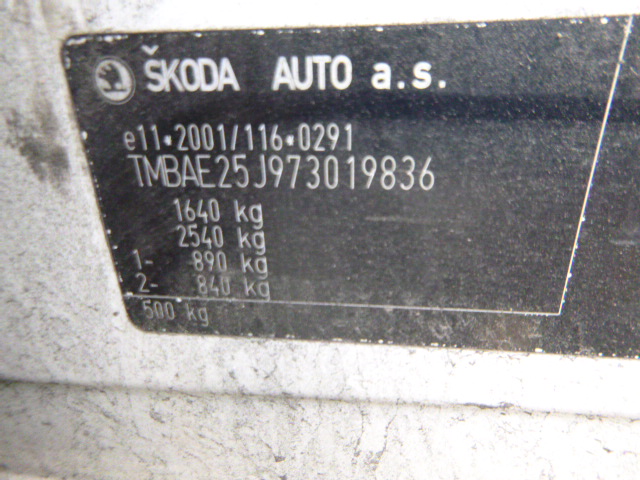 ŠKODA AUTO a.s.
e11*2001/116*0291
TMBAE25J973019836
1640 kg
2540 kg
1- 890 kg
2- 840 kg
500 kg